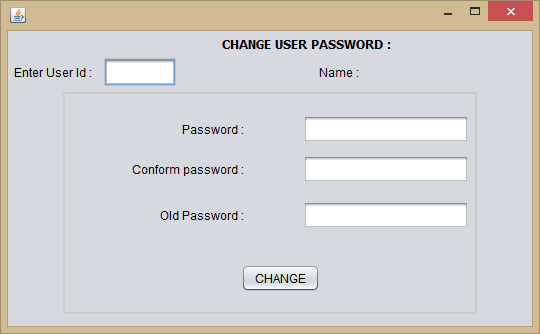 CHANGE USER PASSWORD :
Enter User Id : Name :
Password :
Conform password :
Old Password :
CHANGE